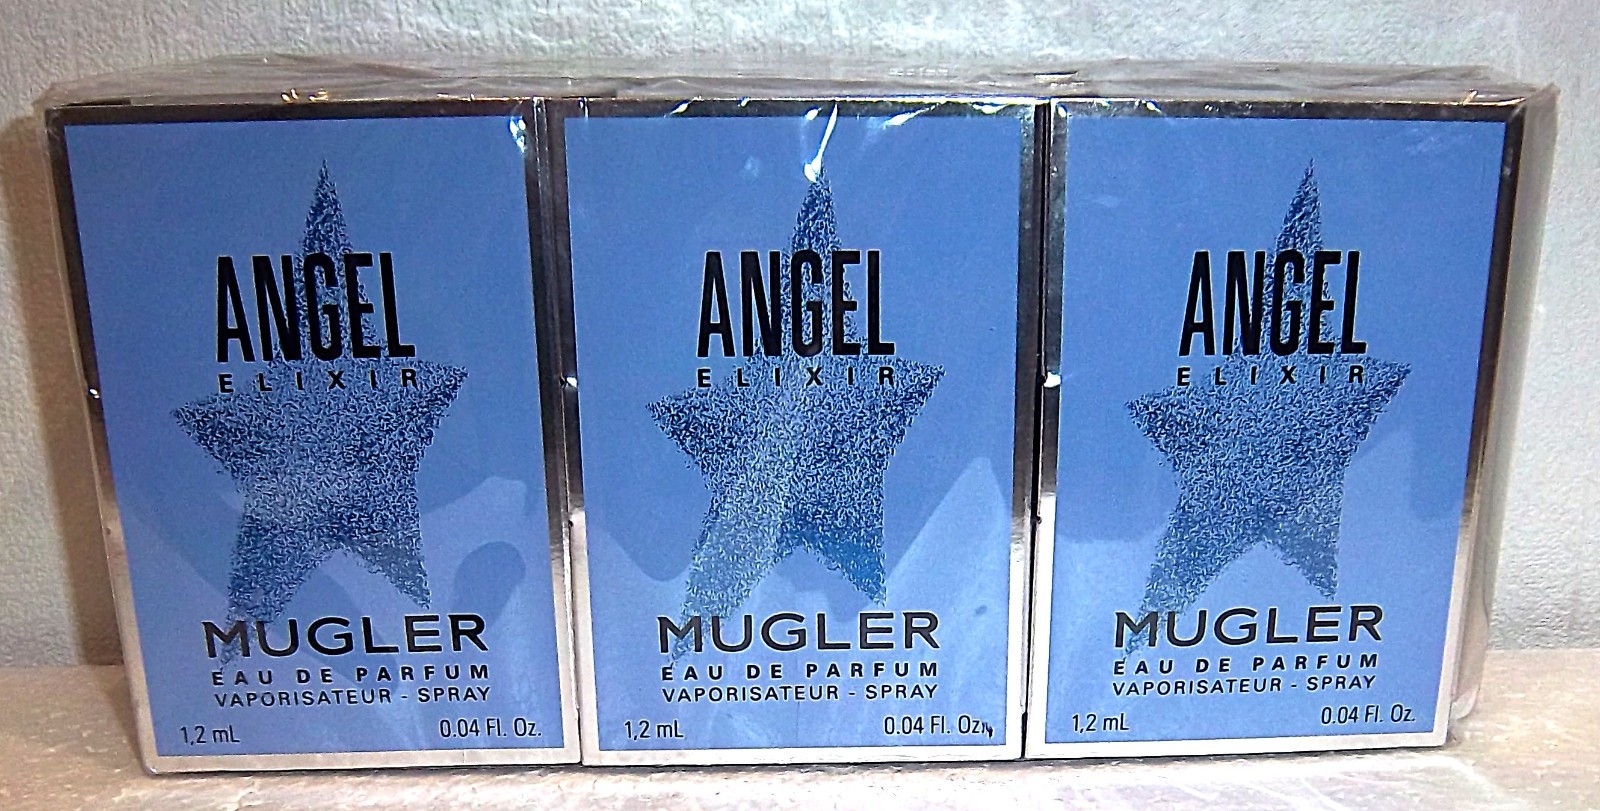 ANGEL
ELIXIR
MUGLER
EAU DE PARFUM
VAPORISATEUR - SPRAY
1,2 mL 0.04 Fl. Oz.
ANGEL
ELIXIR
MUGLER
EAU DE PARFUM
VAPORISATEUR - SPRAY
1,2 mL 0.04 Fl. Oz.
ANGEL
ELIXIR
MUGLER
EAU DE PARFUM
VAPORISATEUR - SPRAY
1,2 mL 0.04 Fl. Oz.